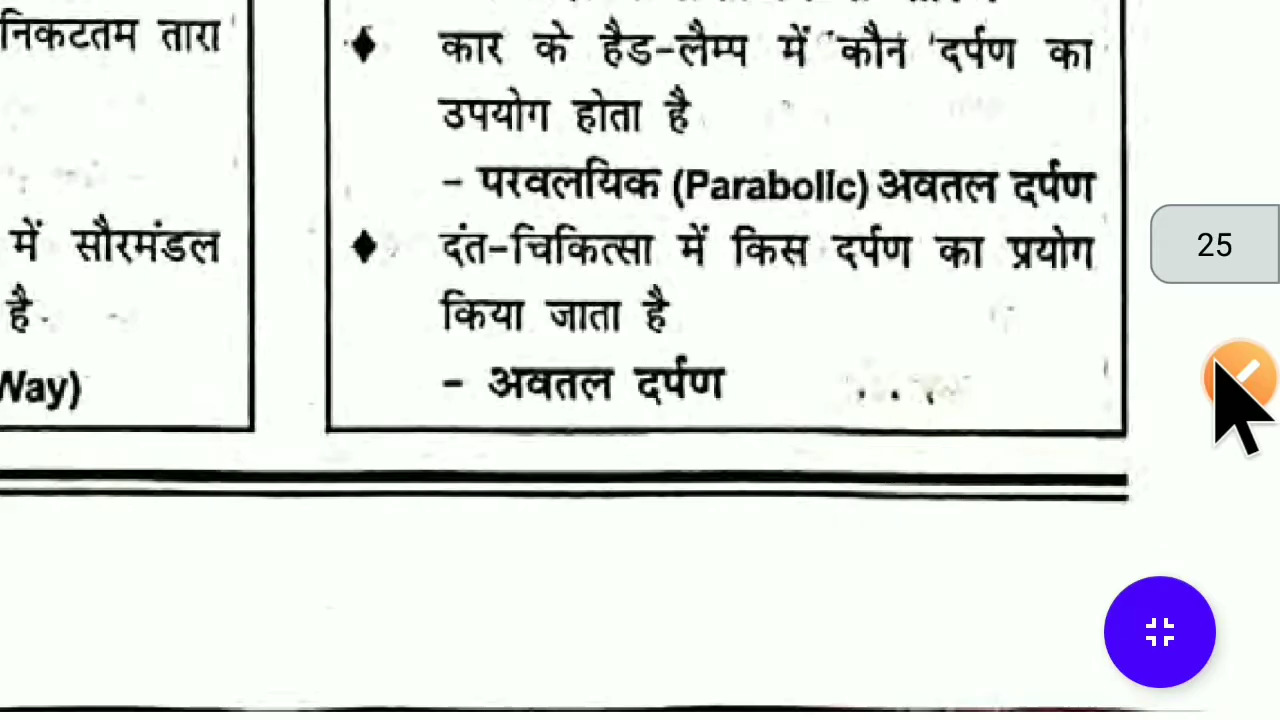 निकटतम तारा
में सौरमंडल
है
Way)
♦ कार के हैड-लैम्प में कौन दर्पण का
उपयोग होता है
- परवलयिक (Parabolic) अवतल दर्पण
♦ दंत-चिकित्सा में किस दर्पण का प्रयोग
किया जाता है
- अवतल दर्पण
25